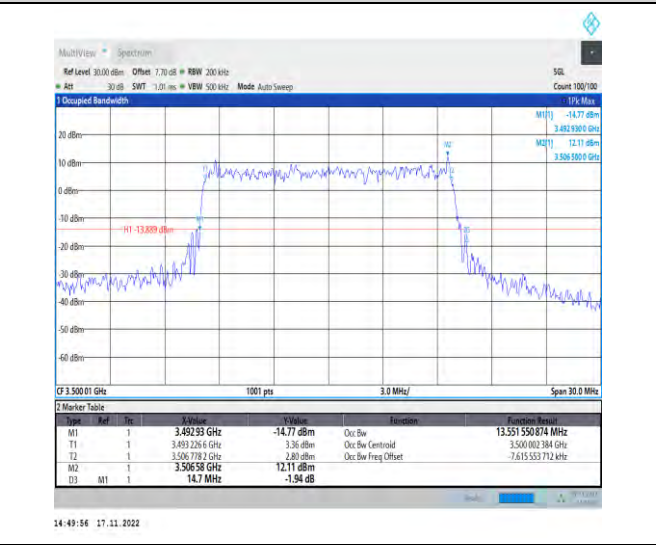 MultiView Spectrum
Ref Level 30.00 dBm Offset 7.70 dB RBW 200 kHz SGL
Att 30 dB SWT 1.01 ms VBW 500 kHz Mode Auto Sweep Count 100/100
1 Occupied Bandwidth 1Pk Max
M1[1] -14.77 dBm
3.492 930 0 GHz
M2[1] 12.11 dBm
3.506 580 0 GHz
20 dBm
M2
10 dBm
0 dBm
-10 dBm
H1 -13.889 dBm
-20 dBm
-30 dBm
-40 dBm
-50 dBm
-60 dBm
CF 3.500 01 GHz 1001 pts 3.0 MHz/ Span 30.0 MHz
2 Marker Table
Type Ref Trc X-Value Y-Value Function Function Result
M1 1 3.492 93 GHz -14.77 dBm Occ Bw 13.551 550 874 MHz
T1 1 3.493 226 6 GHz 3.36 dBm Occ Bw Centroid 3.500 002 384 GHz
T2 1 3.506 778 2 GHz 2.80 dBm Occ Bw Freq Offset -7.615 553 712 kHz
M2 1 3.506 58 GHz 12.11 dBm
D3 M1 1 14.7 MHz -1.94 dB
14:49:56 17.11.2022